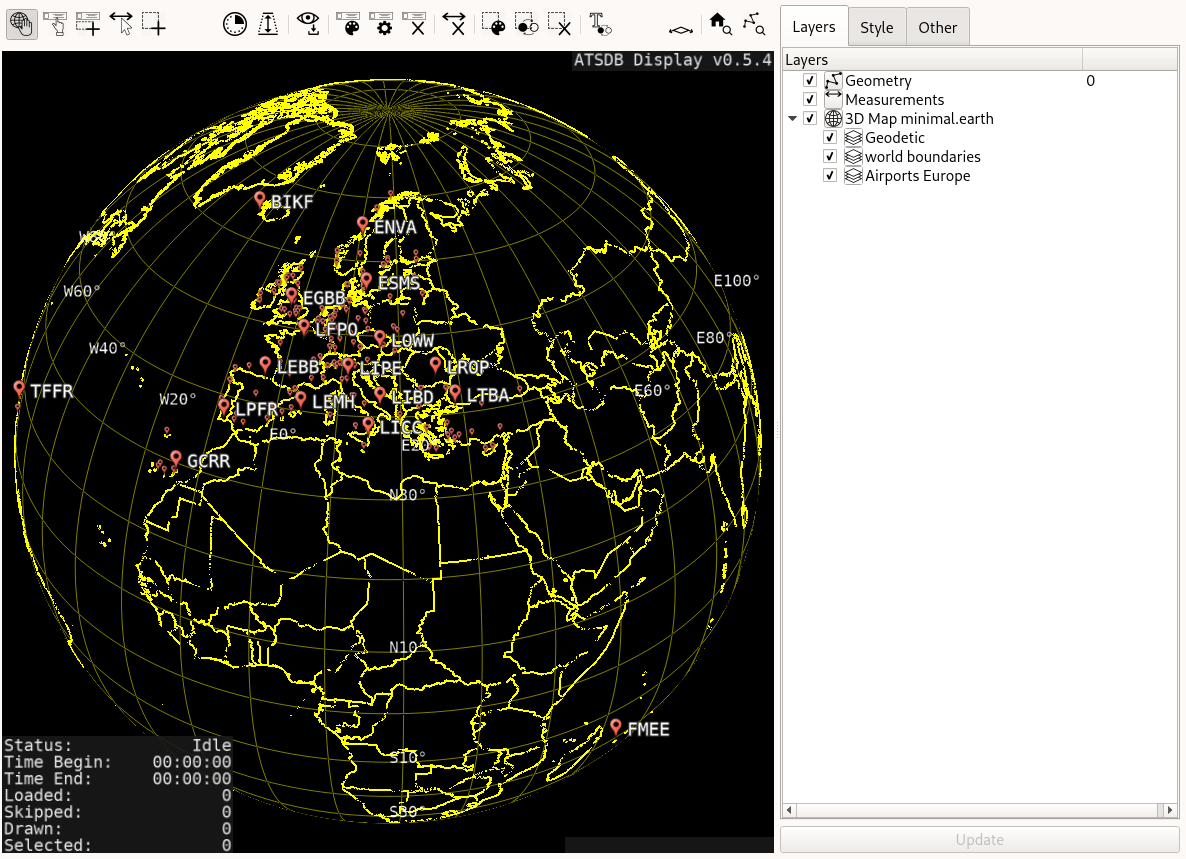 Layers Style Other
Layers
Geometry 0
Measurements
3D Map minimal.earth
Geodetic
world boundaries
Airports Europe
Update
ATSDB Display v0.5.4
BIKF
ENVA
ESMS
E100°
W60°
EGBB
LFPO
LOWW
E80°
W40°
LEBB
LIPE
LROP
TFFR
W20°
LPFR
LEMH
LIBD
LTBA
E60°
LICC
E0°
E20°
GCRR
N30°
N10°
FMEE
S10°
S30°
Status: Idle
Time Begin: 00:00:00
Time End: 00:00:00
Loaded: 0
Skipped: 0
Drawn: 0
Selected: 0